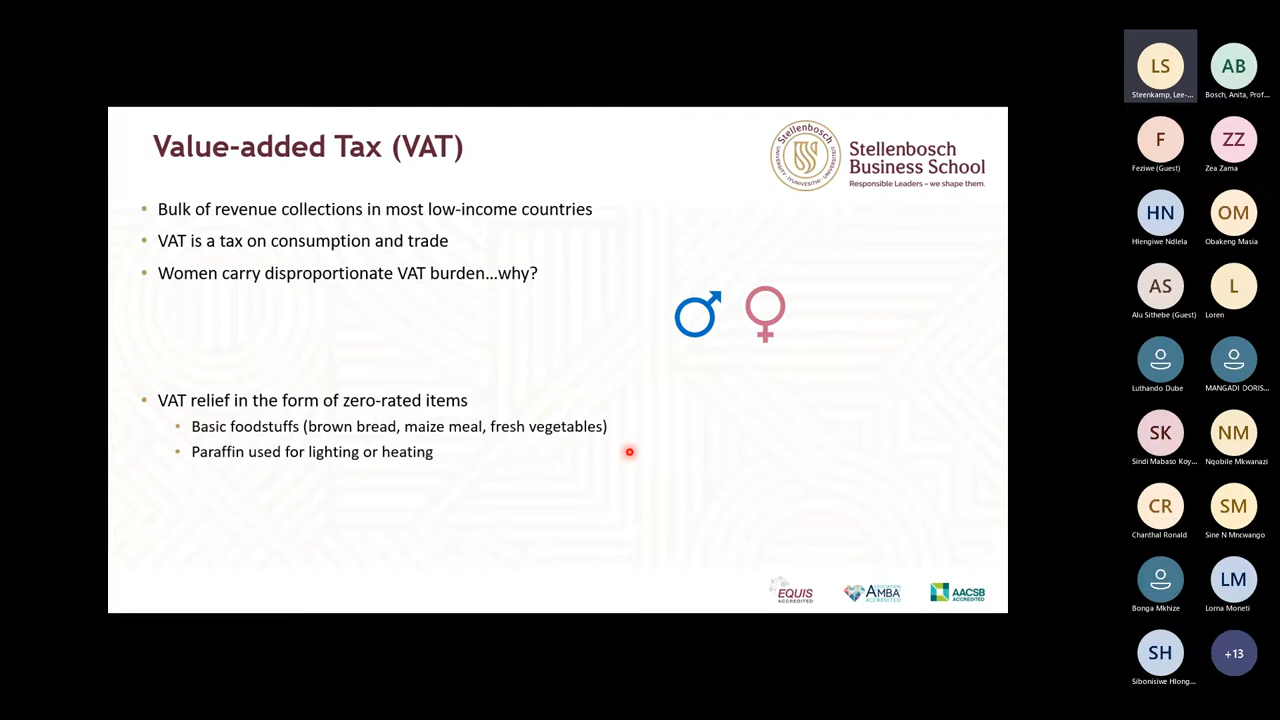 Value-added Tax (VAT)
Stellenbosch
UNIVERSITY • IYUNIVESITHI • UNIVERSITEIT
Stellenbosch
Business School
Responsible Leaders – we shape them.
• Bulk of revenue collections in most low-income countries
• VAT is a tax on consumption and trade
• Women carry disproportionate VAT burden...why?
• VAT relief in the form of zero-rated items
• Basic foodstuffs (brown bread, maize meal, fresh vegetables)
• Paraffin used for lighting or heating
EQUIS
ACCREDITED
ASSOCIATION
AMBA
ACCREDITED
AACSB
ACCREDITED
LS
Steenkamp, Lee-...
AB
Bosch, Anita, Prof...
F
Feziwe (Guest)
ZZ
Zea Zama
HN
Hlengiwe Ndlela
OM
Obakeng Masia
AS
Alu Sithebe (Guest)
L
Loren
Luthando Dube
MANGADI DORIS...
SK
Sindi Mabaso Koy...
NM
Nqobile Mkwanazi
CR
Chanthal Ronald
SM
Sine N Mncwango
Bonga Mkhize
LM
Lorna Moneti
SH
Sibonisiwe Hlong...
+13